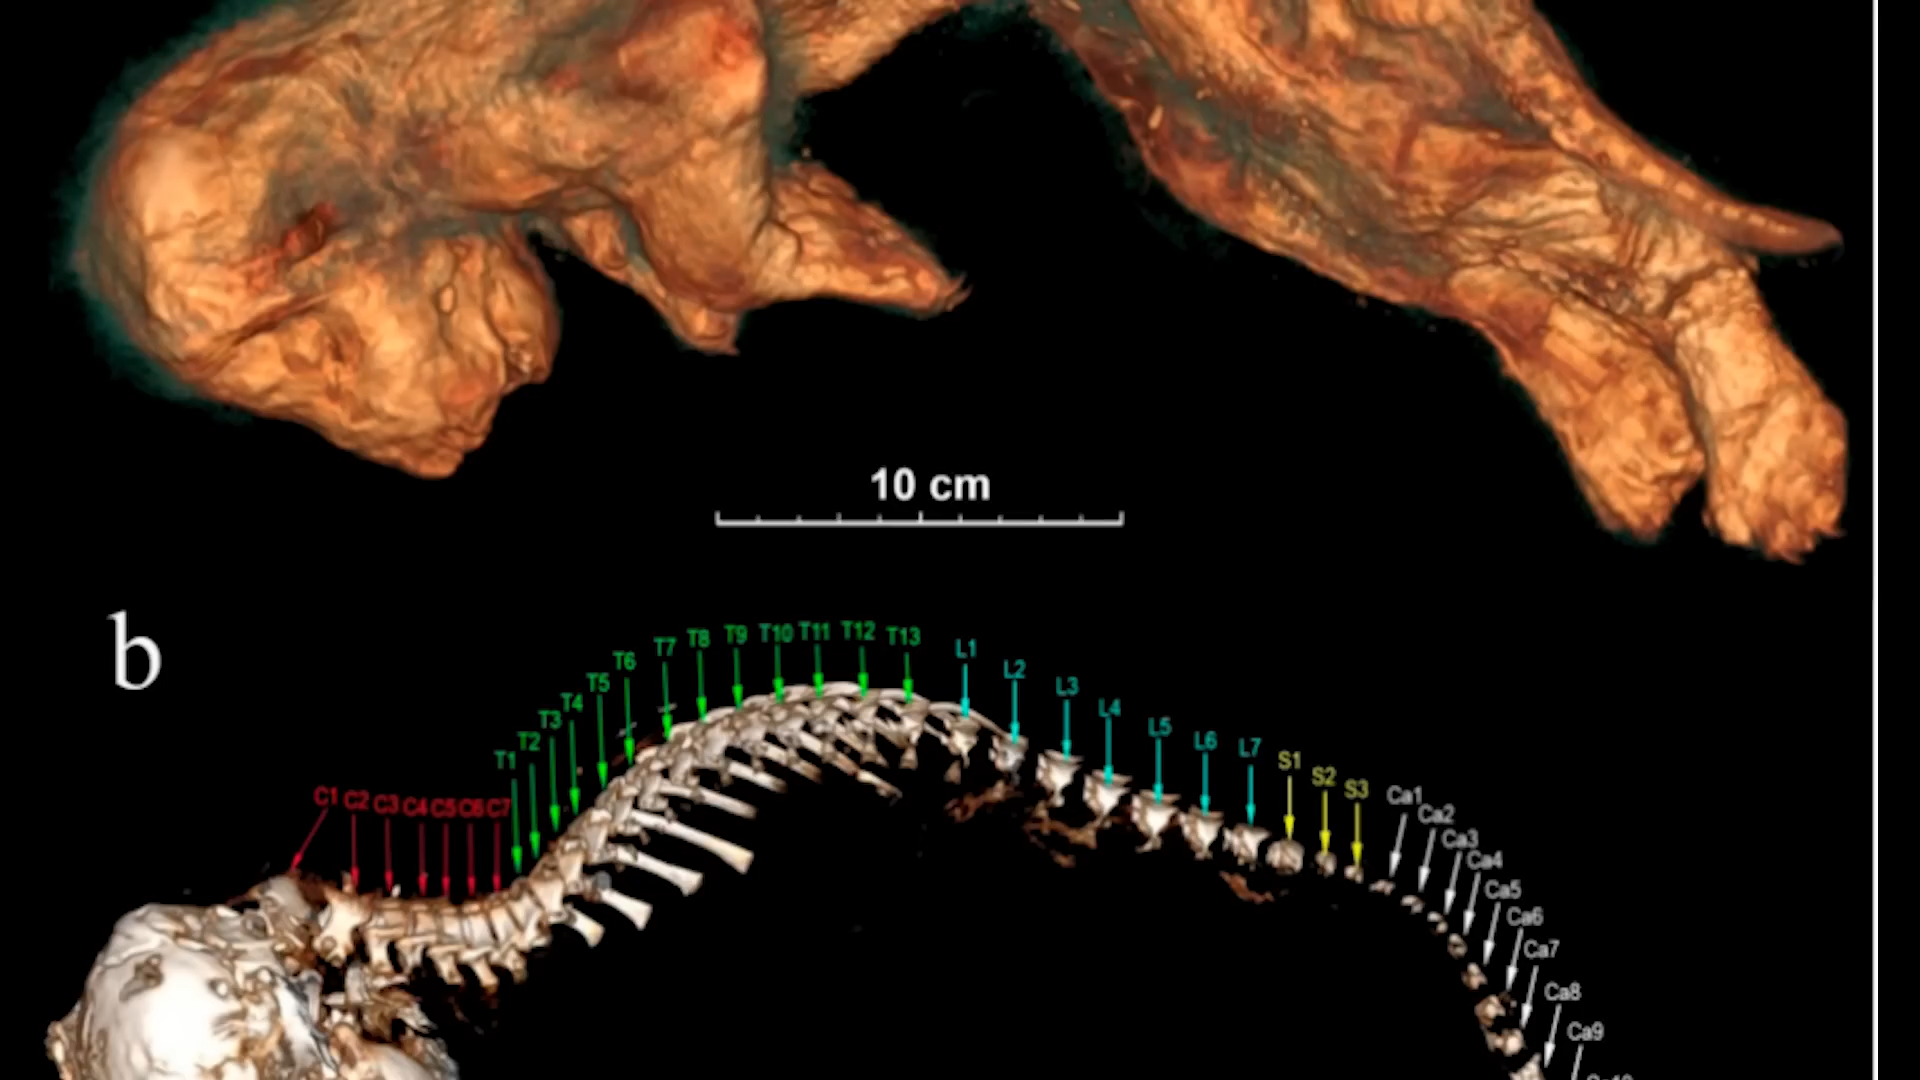 10 cm
b
C1 C2 C3 C4 C5 C6 C7
T1 T2 T3 T4 T5 T6 T7 T8 T9 T10 T11 T12 T13
L1 L2 L3 L4 L5 L6 L7
S1 S2 S3
Ca1
Ca2
Ca3
Ca4
Ca5
Ca6
Ca7
Ca8
Ca9